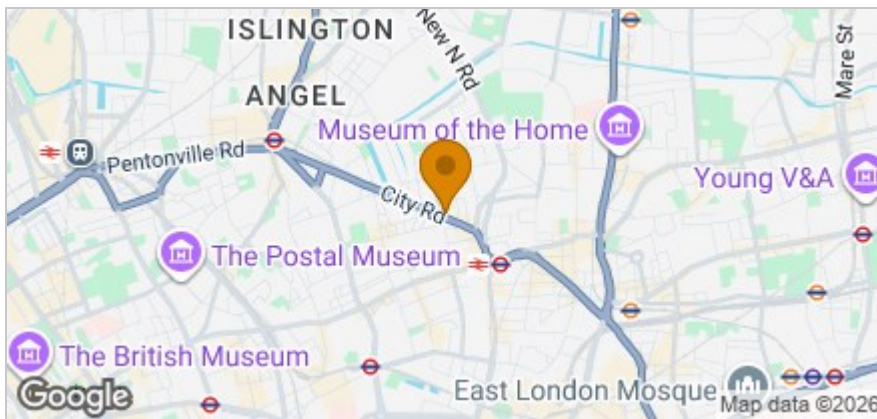 ISLINGTON
New N Rd
Mare St
ANGEL
Museum of the Home
Pentonville Rd
Young V&A
City Rd
The Postal Museum
The British Museum
East London Mosque
Google
Map data ©2026